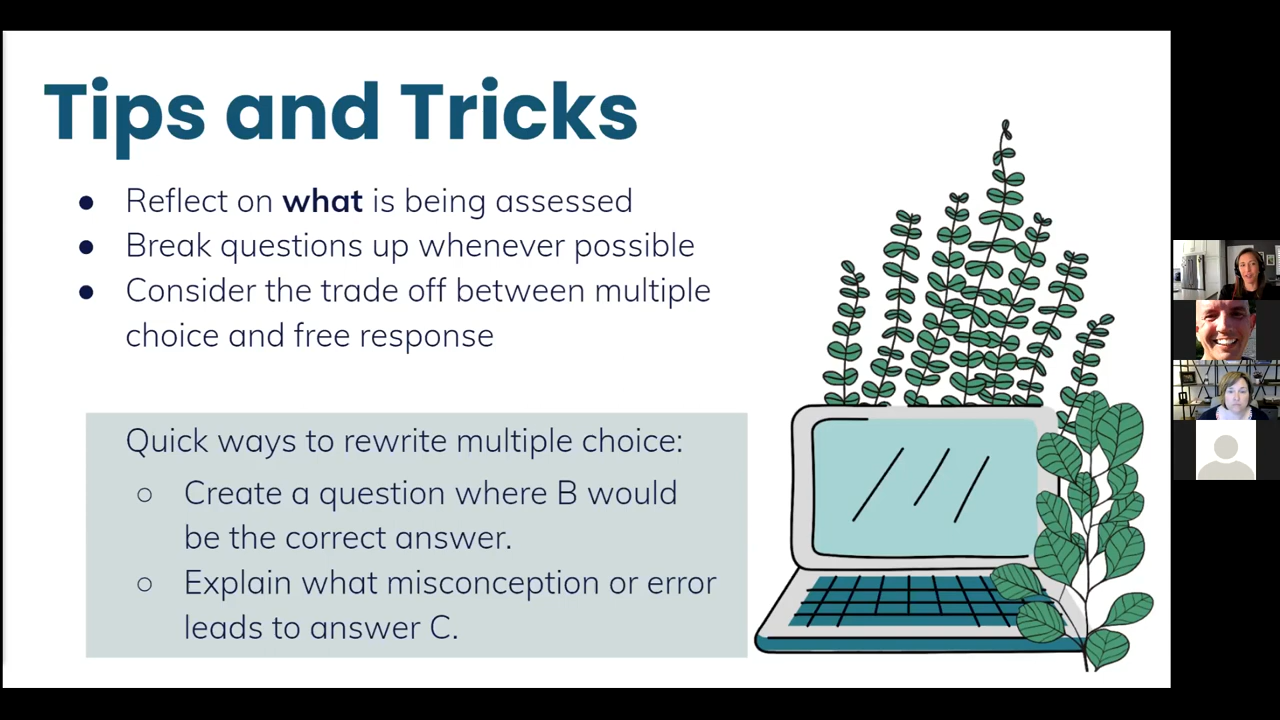 Tips and Tricks
● Reflect on what is being assessed
● Break questions up whenever possible
● Consider the trade off between multiple
choice and free response
Quick ways to rewrite multiple choice:
○ Create a question where B would
be the correct answer.
○ Explain what misconception or error
leads to answer C.